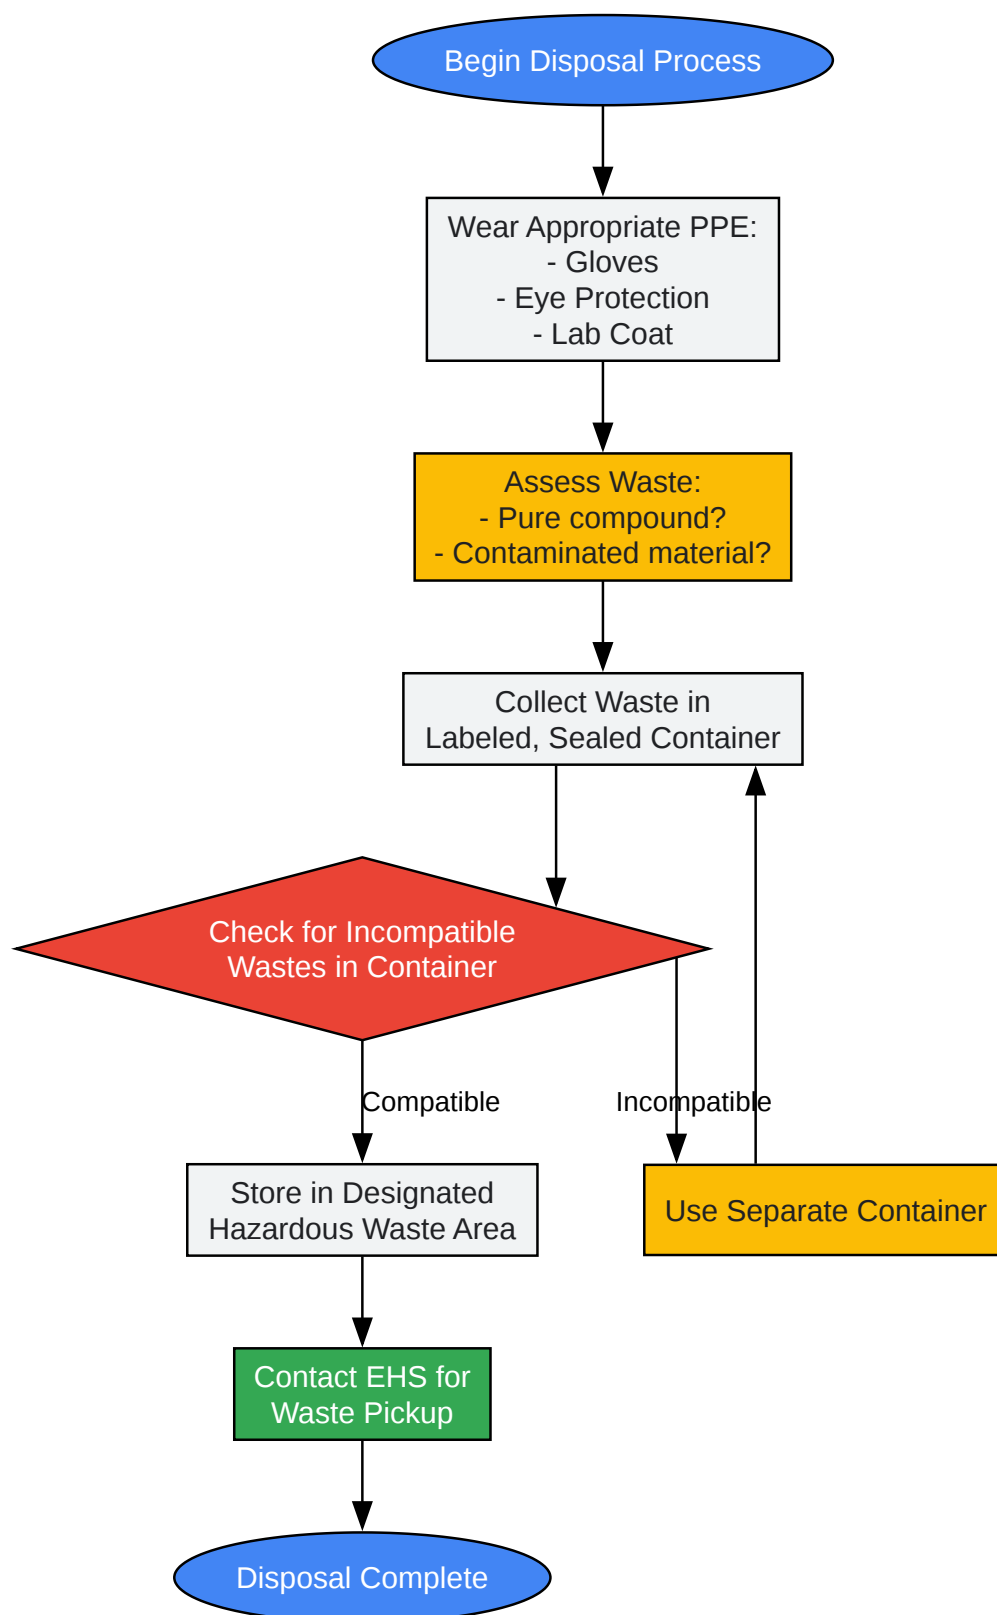 Begin Disposal Process
Wear Appropriate PPE:
- Gloves
- Eye Protection
- Lab Coat
Assess Waste:
- Pure compound?
- Contaminated material?
Collect Waste in
Labeled, Sealed Container
Check for Incompatible
Wastes in Container
Compatible
Incompatible
Store in Designated
Hazardous Waste Area
Use Separate Container
Contact EHS for
Waste Pickup
Disposal Complete